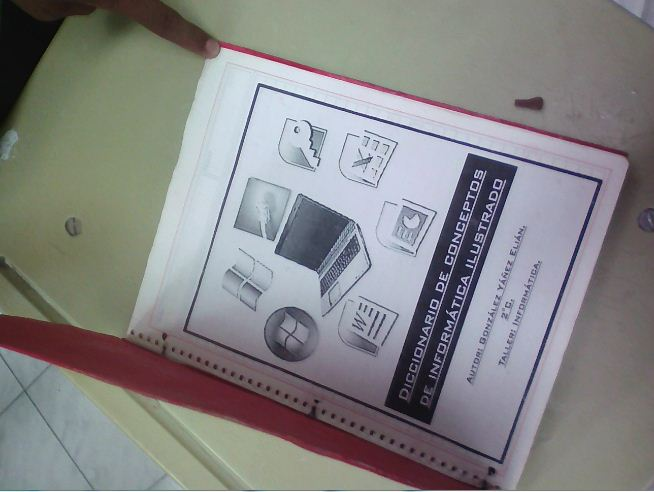 DICCIONARIO DE CONCEPTOS
DE INFORMÁTICA ILUSTRADO
AUTOR: GONZÁLEZ YÁÑEZ ELIÁN.
2°C.
TALLER: INFORMÁTICA.